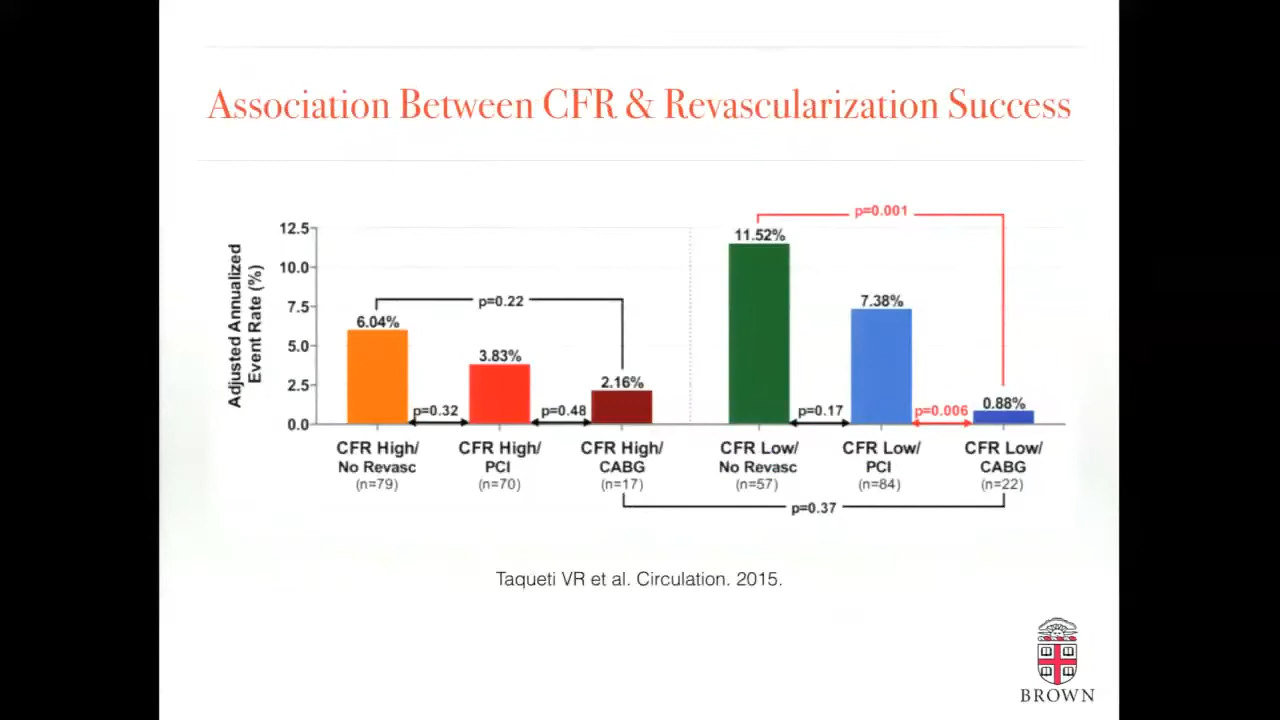 Association Between CFR & Revascularization Success
Adjusted Annualized
Event Rate (%)
12.5
10.0
7.5
5.0
2.5
0.0
6.04%
3.83%
2.16%
11.52%
7.38%
0.88%
p=0.22
p=0.001
p=0.32
p=0.48
p=0.17
p=0.006
CFR High/
No Revasc
(n=79)
CFR High/
PCI
(n=70)
CFR High/
CABG
(n=17)
CFR Low/
No Revasc
(n=57)
CFR Low/
PCI
(n=84)
CFR Low/
CABG
(n=22)
p=0.37
Taqueti VR et al. Circulation. 2015.
BROWN